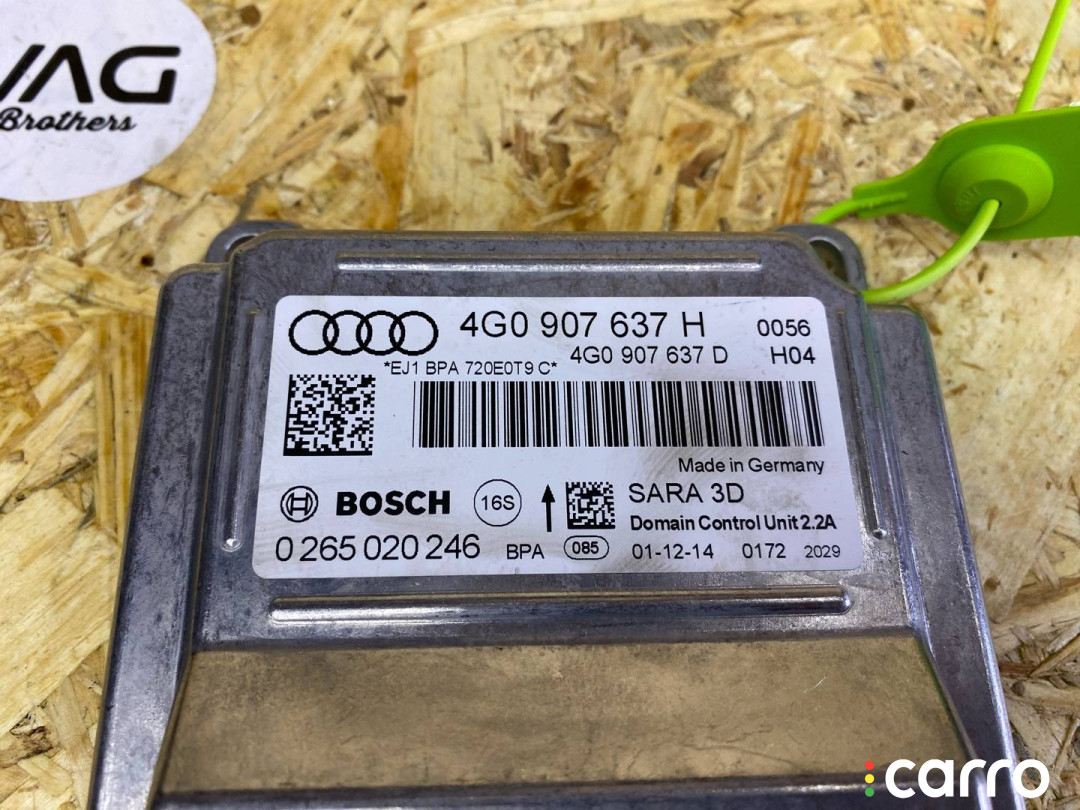 VAG
Brothers
4G0 907 637 H 0056
4G0 907 637 D H04
*EJ1 BPA 720E0T9 C*
Made in Germany
BOSCH 16S SARA 3D
Domain Control Unit 2.2A
0 265 020 246 BPA 085 01-12-14 0172 2029
carro